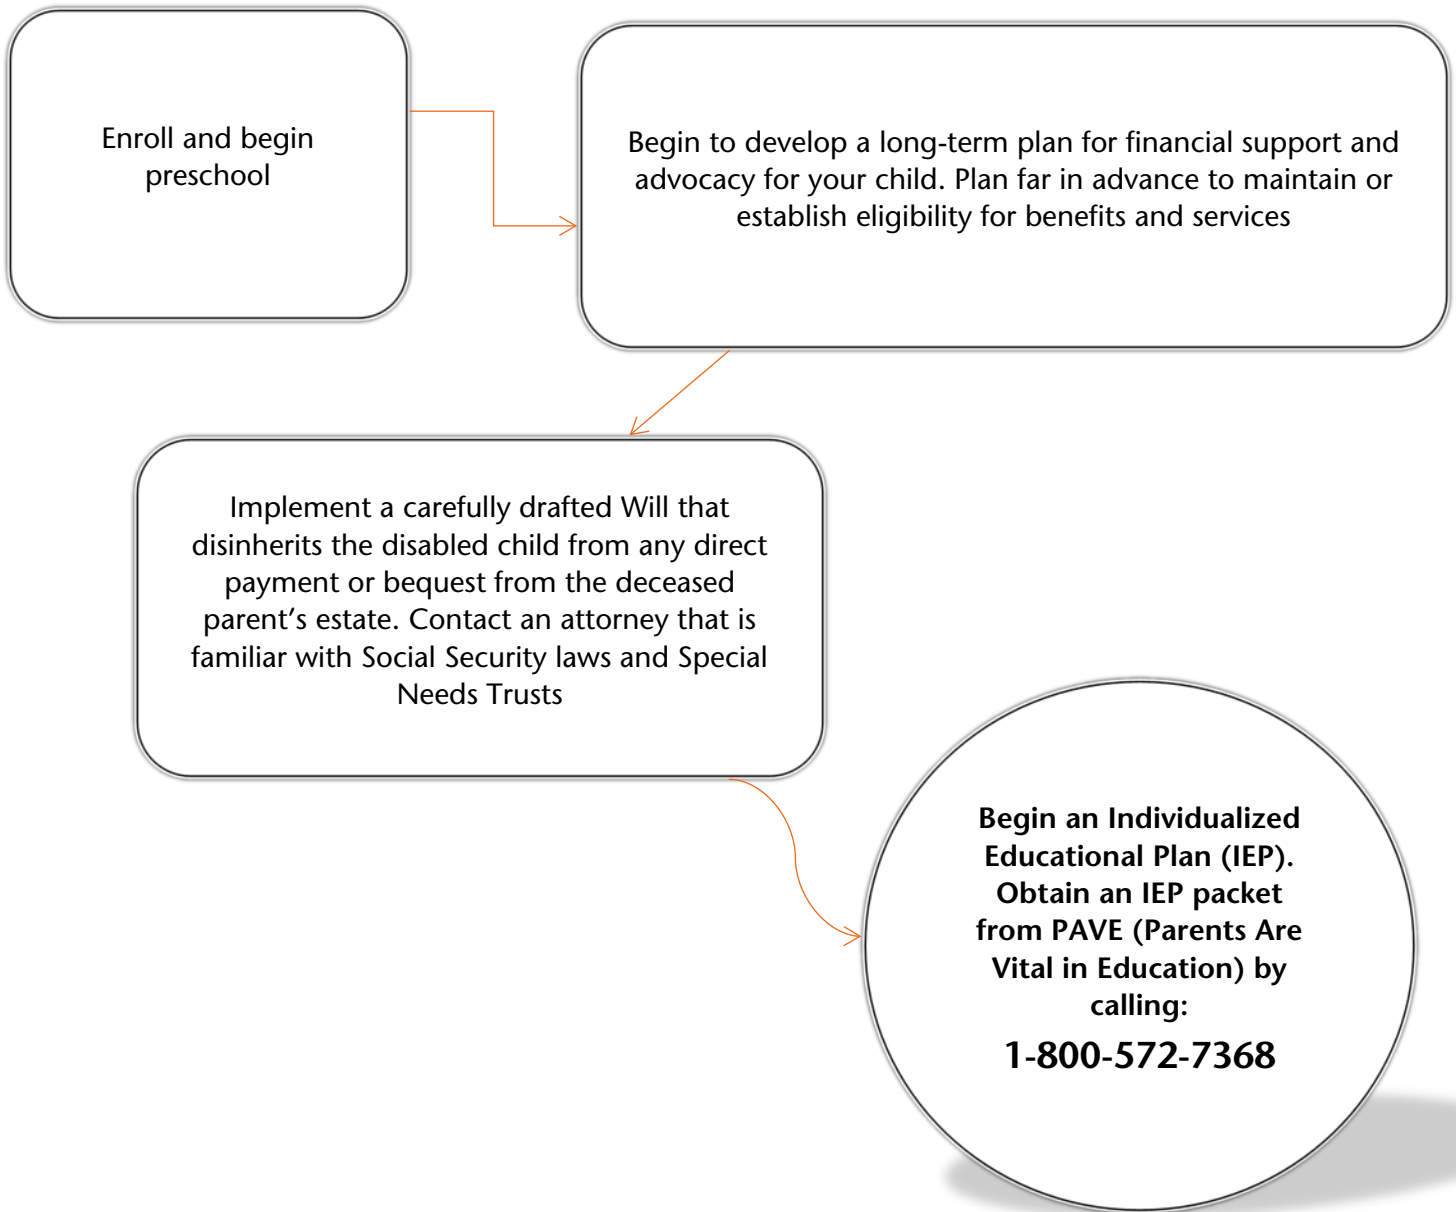 Enroll and begin
preschool
Begin to develop a long-term plan for financial support and
advocacy for your child. Plan far in advance to maintain or
establish eligibility for benefits and services
Implement a carefully drafted Will that
disinherits the disabled child from any direct
payment or bequest from the deceased
parent’s estate. Contact an attorney that is
familiar with Social Security laws and Special
Needs Trusts
Begin an Individualized
Educational Plan (IEP).
Obtain an IEP packet
from PAVE (Parents Are
Vital in Education) by
calling:
1-800-572-7368